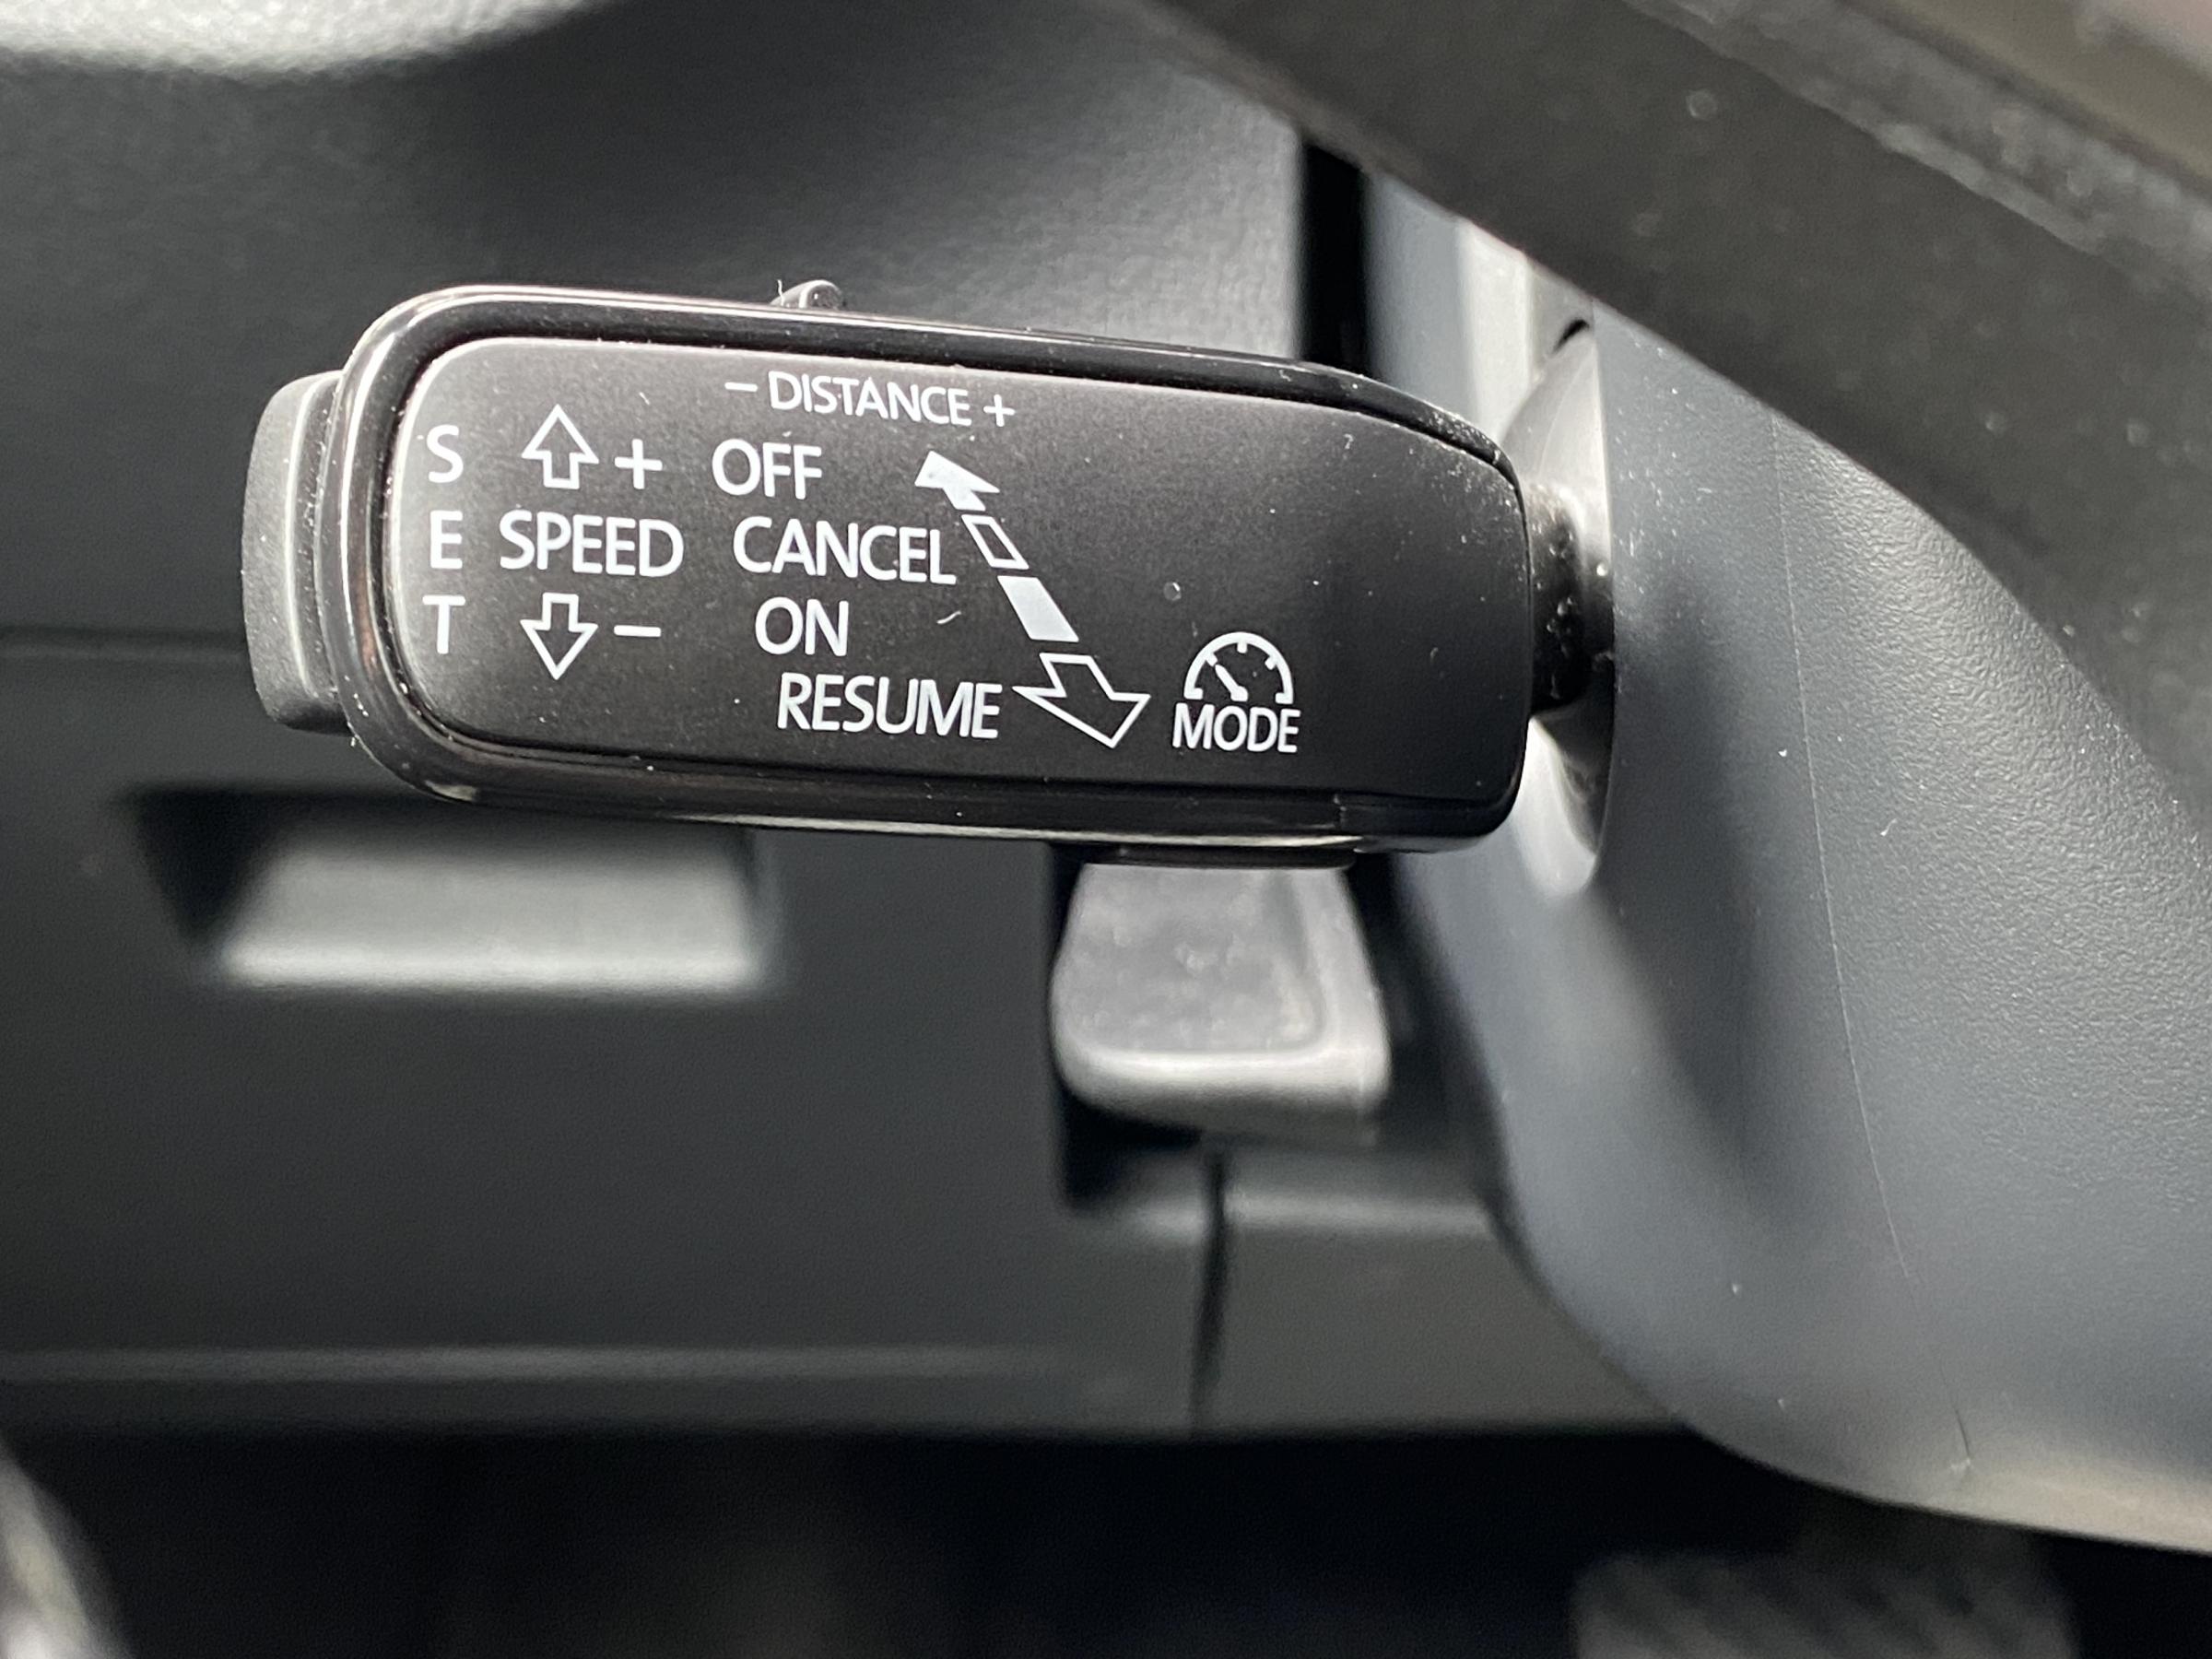 − DISTANCE +
S + OFF
E SPEED CANCEL
T − ON
RESUME
MODE